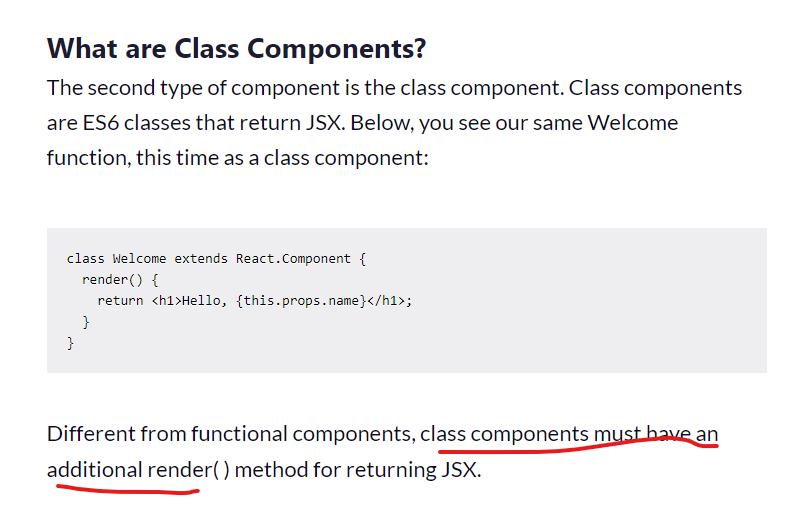 What are Class Components?
The second type of component is the class component. Class components
are ES6 classes that return JSX. Below, you see our same Welcome
function, this time as a class component:
class Welcome extends React.Component {
  render() {
    return <h1>Hello, {this.props.name}</h1>;
  }
}
Different from functional components, class components must have an
additional render( ) method for returning JSX.